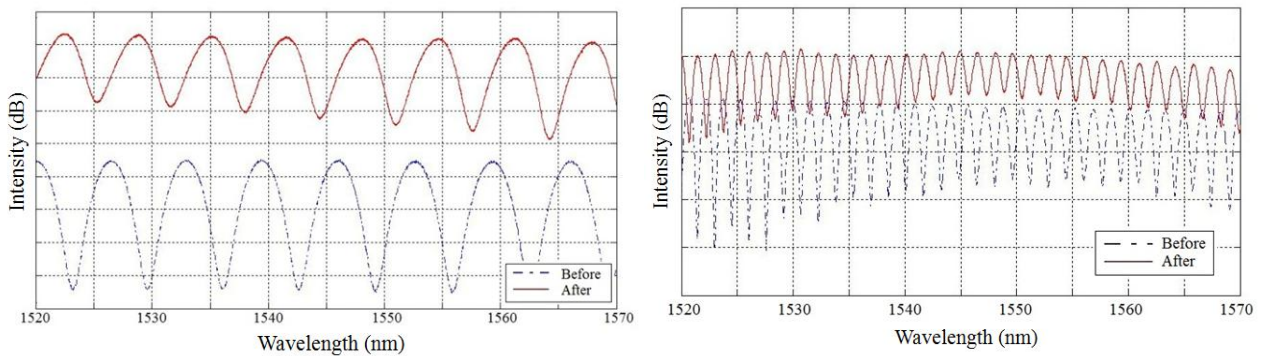 Intensity (dB)
Before
After
1520 1530 1540 1550 1560 1570
Wavelength (nm)
Intensity (dB)
Before
After
1520 1530 1540 1550 1560 1570
Wavelength (nm)